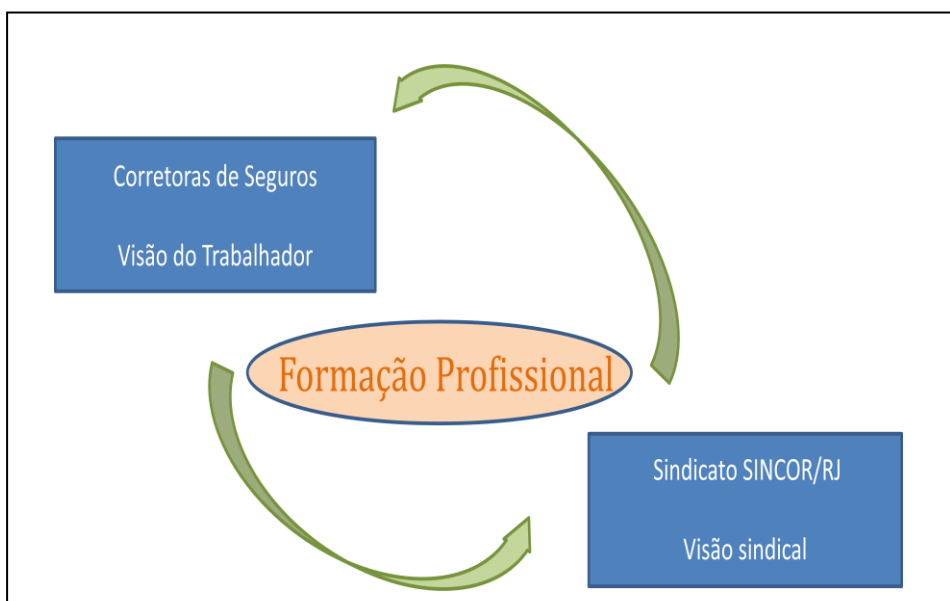 Corretoras de Seguros
Visão do Trabalhador
Formação Profissional
Sindicato SINCOR/RJ
Visão sindical